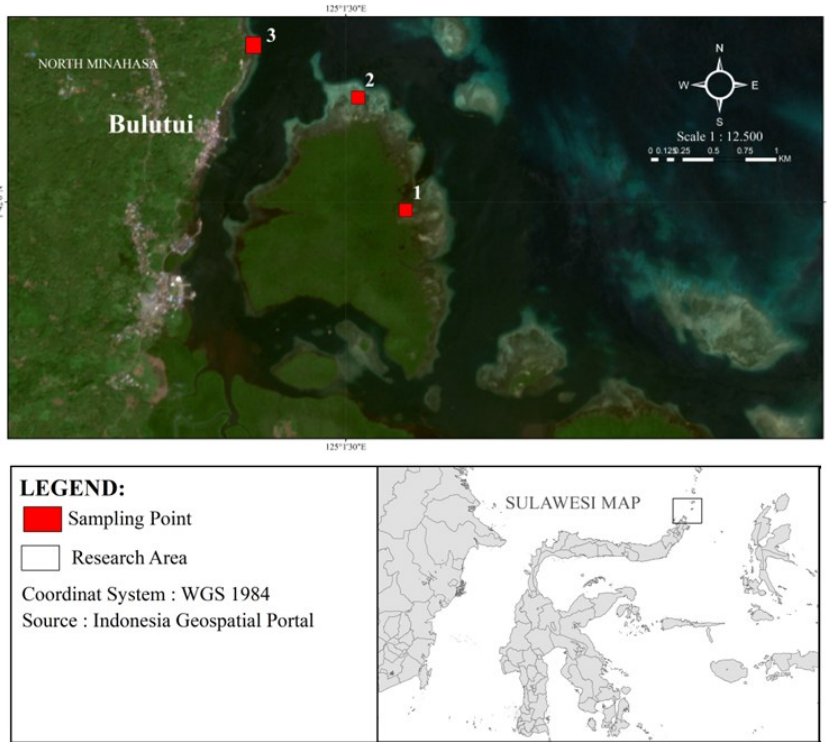 125°1'30"E
3
NORTH MINAHASA
2
Bulutui
1
N
W E
S
Scale 1 : 12.500
0 0.125 0.25 0.5 0.75 1
KM
125°1'30"E
LEGEND:
Sampling Point
Research Area
Coordinat System : WGS 1984
Source : Indonesia Geospatial Portal
SULAWESI MAP